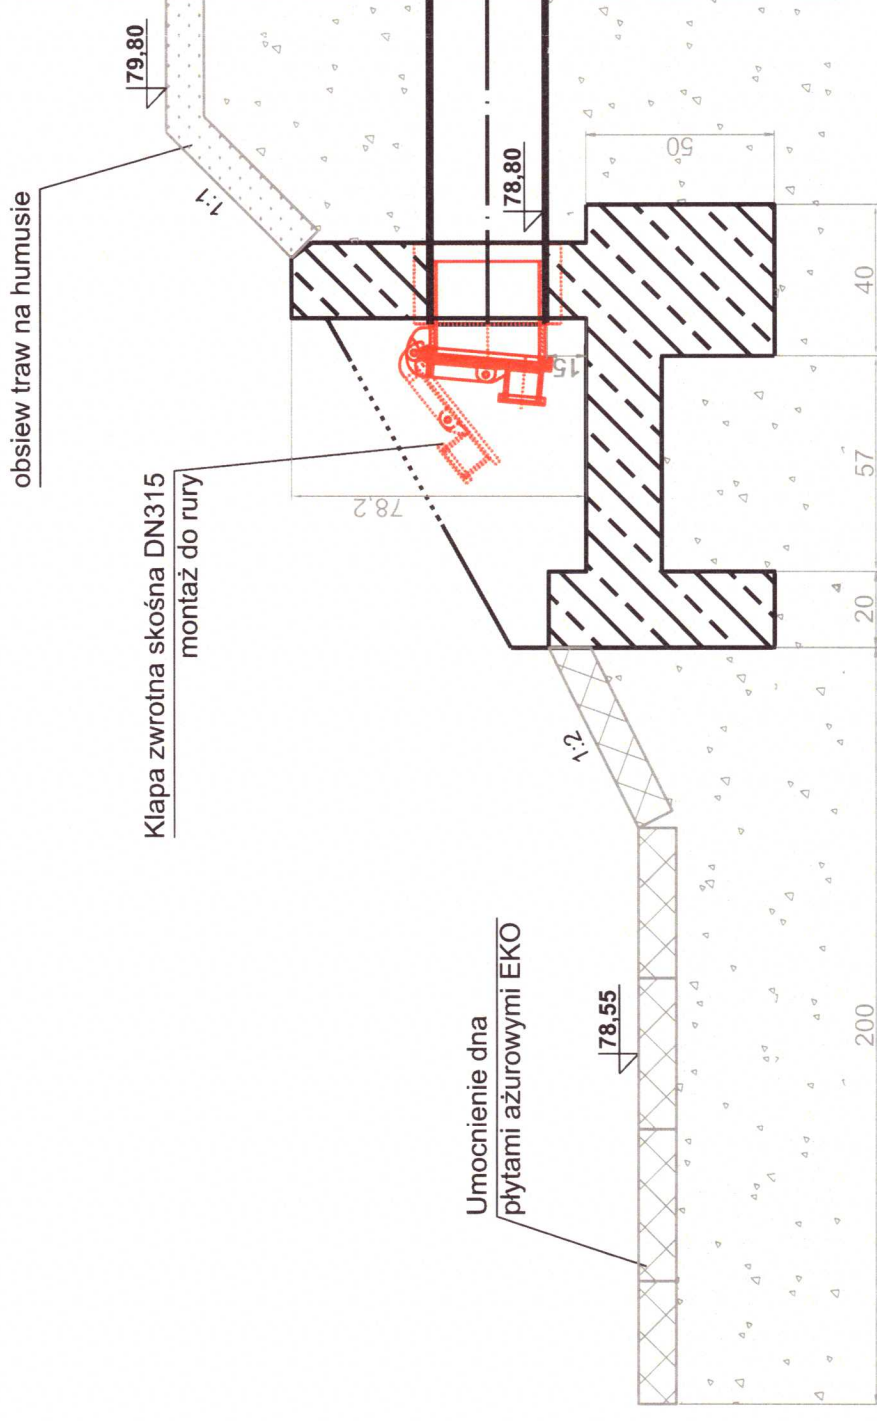 obsiew traw na humusie
79,80
1:1
Klapa zwrotna skośna DN315
montaż do rury
78,80
50
78,2
15
40
57
20
1:2
Umocnienie dna
płytami ażurowymi EKO
78,55
200